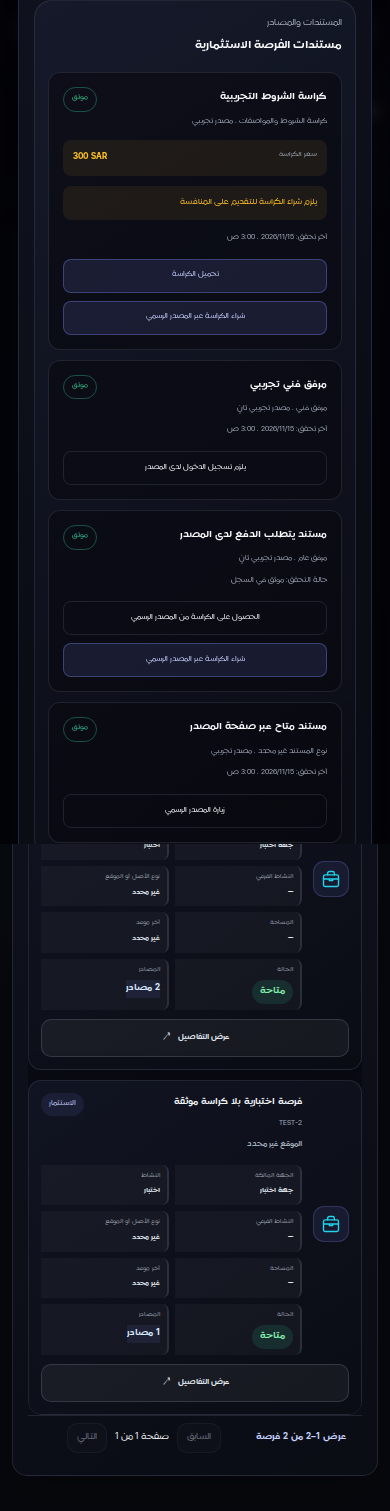 المستندات والمصادر
مستندات الفرصة الاستثمارية
كراسة الشروط التجريبية
موثق
كراسة الشروط والمواصفات . مصدر تجريبي
سعر الكراسة
300 SAR
يلزم شراء الكراسة للتقديم على المنافسة
آخر تحقق: 2026/11/15 . 3:00 ص
تحميل الكراسة
شراء الكراسة عبر المصدر الرسمي
مرفق فني تجريبي
موثق
مرفق فني . مصدر تجريبي ثانٍ
آخر تحقق: 2026/11/15 . 3:00 ص
يلزم تسجيل الدخول لدى المصدر
مستند يتطلب الدفع لدى المصدر
موثق
مرفق عام . مصدر تجريبي ثانٍ
حالة التحقق: موثق في السجل
الحصول على الكراسة من المصدر الرسمي
شراء الكراسة عبر المصدر الرسمي
مستند متاح عبر صفحة المصدر
موثق
نوع المستند غير محدد . مصدر تجريبي
آخر تحقق: 2026/11/15 . 3:00 ص
زيارة المصدر الرسمي
جهة اختبار
اختبار
النشاط الفرعي
—
نوع الأصل أو الموقع
غير محدد
المساحة
—
آخر موعد
غير محدد
الحالة
متاحة
المصادر
2 مصادر
عرض التفاصيل ↗
فرصة اختبارية بلا كراسة موثقة
الاستثمار
TEST-2
الموقع غير محدد
الجهة المالكة
جهة اختبار
النشاط
اختبار
النشاط الفرعي
—
نوع الأصل أو الموقع
غير محدد
المساحة
—
آخر موعد
غير محدد
الحالة
متاحة
المصادر
1 مصادر
عرض التفاصيل ↗
عرض 1–2 من 2 فرصة
السابق
صفحة 1 من 1
التالي